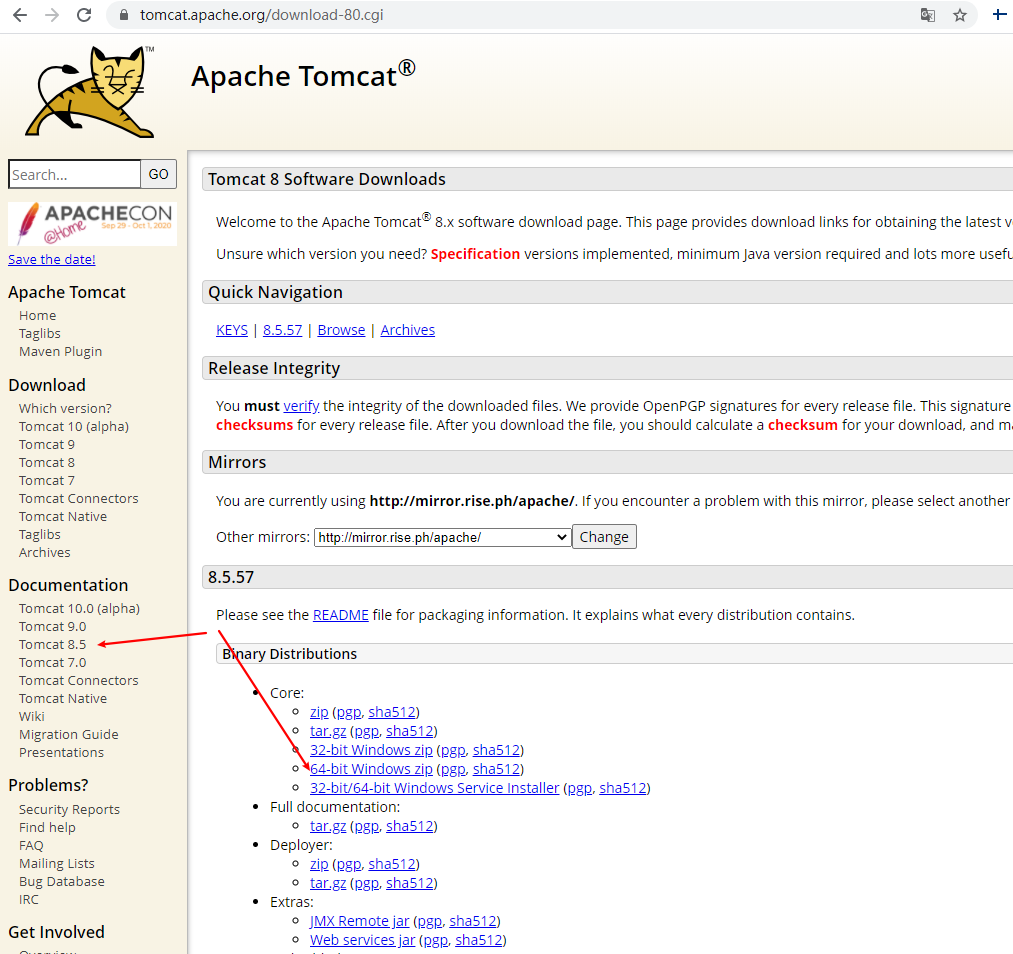 tomcat.apache.org/download-80.cgi
TM
Apache Tomcat®
Search...
GO
APACHECON
@Home
Sep 29 - Oct 1, 2020
Save the date!
Apache Tomcat
Home
Taglibs
Maven Plugin
Download
Which version?
Tomcat 10 (alpha)
Tomcat 9
Tomcat 8
Tomcat 7
Tomcat Connectors
Tomcat Native
Taglibs
Archives
Documentation
Tomcat 10.0 (alpha)
Tomcat 9.0
Tomcat 8.5
Tomcat 7.0
Tomcat Connectors
Tomcat Native
Wiki
Migration Guide
Presentations
Problems?
Security Reports
Find help
FAQ
Mailing Lists
Bug Database
IRC
Get Involved
Overview
Tomcat 8 Software Downloads
Welcome to the Apache Tomcat® 8.x software download page. This page provides download links for obtaining the latest v
Unsure which version you need? Specification versions implemented, minimum Java version required and lots more usefu
Quick Navigation
KEYS | 8.5.57 | Browse | Archives
Release Integrity
You must verify the integrity of the downloaded files. We provide OpenPGP signatures for every release file. This signature
checksums for every release file. After you download the file, you should calculate a checksum for your download, and ma
Mirrors
You are currently using http://mirror.rise.ph/apache/. If you encounter a problem with this mirror, please select another
Other mirrors: http://mirror.rise.ph/apache/ Change
8.5.57
Please see the README file for packaging information. It explains what every distribution contains.
Binary Distributions
Core:
zip (pgp, sha512)
tar.gz (pgp, sha512)
32-bit Windows zip (pgp, sha512)
64-bit Windows zip (pgp, sha512)
32-bit/64-bit Windows Service Installer (pgp, sha512)
Full documentation:
tar.gz (pgp, sha512)
Deployer:
zip (pgp, sha512)
tar.gz (pgp, sha512)
Extras:
JMX Remote jar (pgp, sha512)
Web services jar (pgp, sha512)